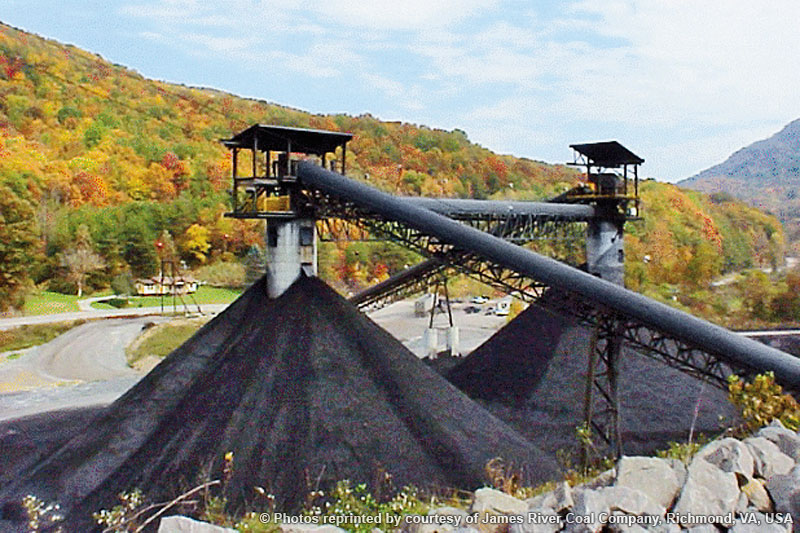 © Photos reprinted by courtesy of James River Coal Company, Richmond, VA, USA